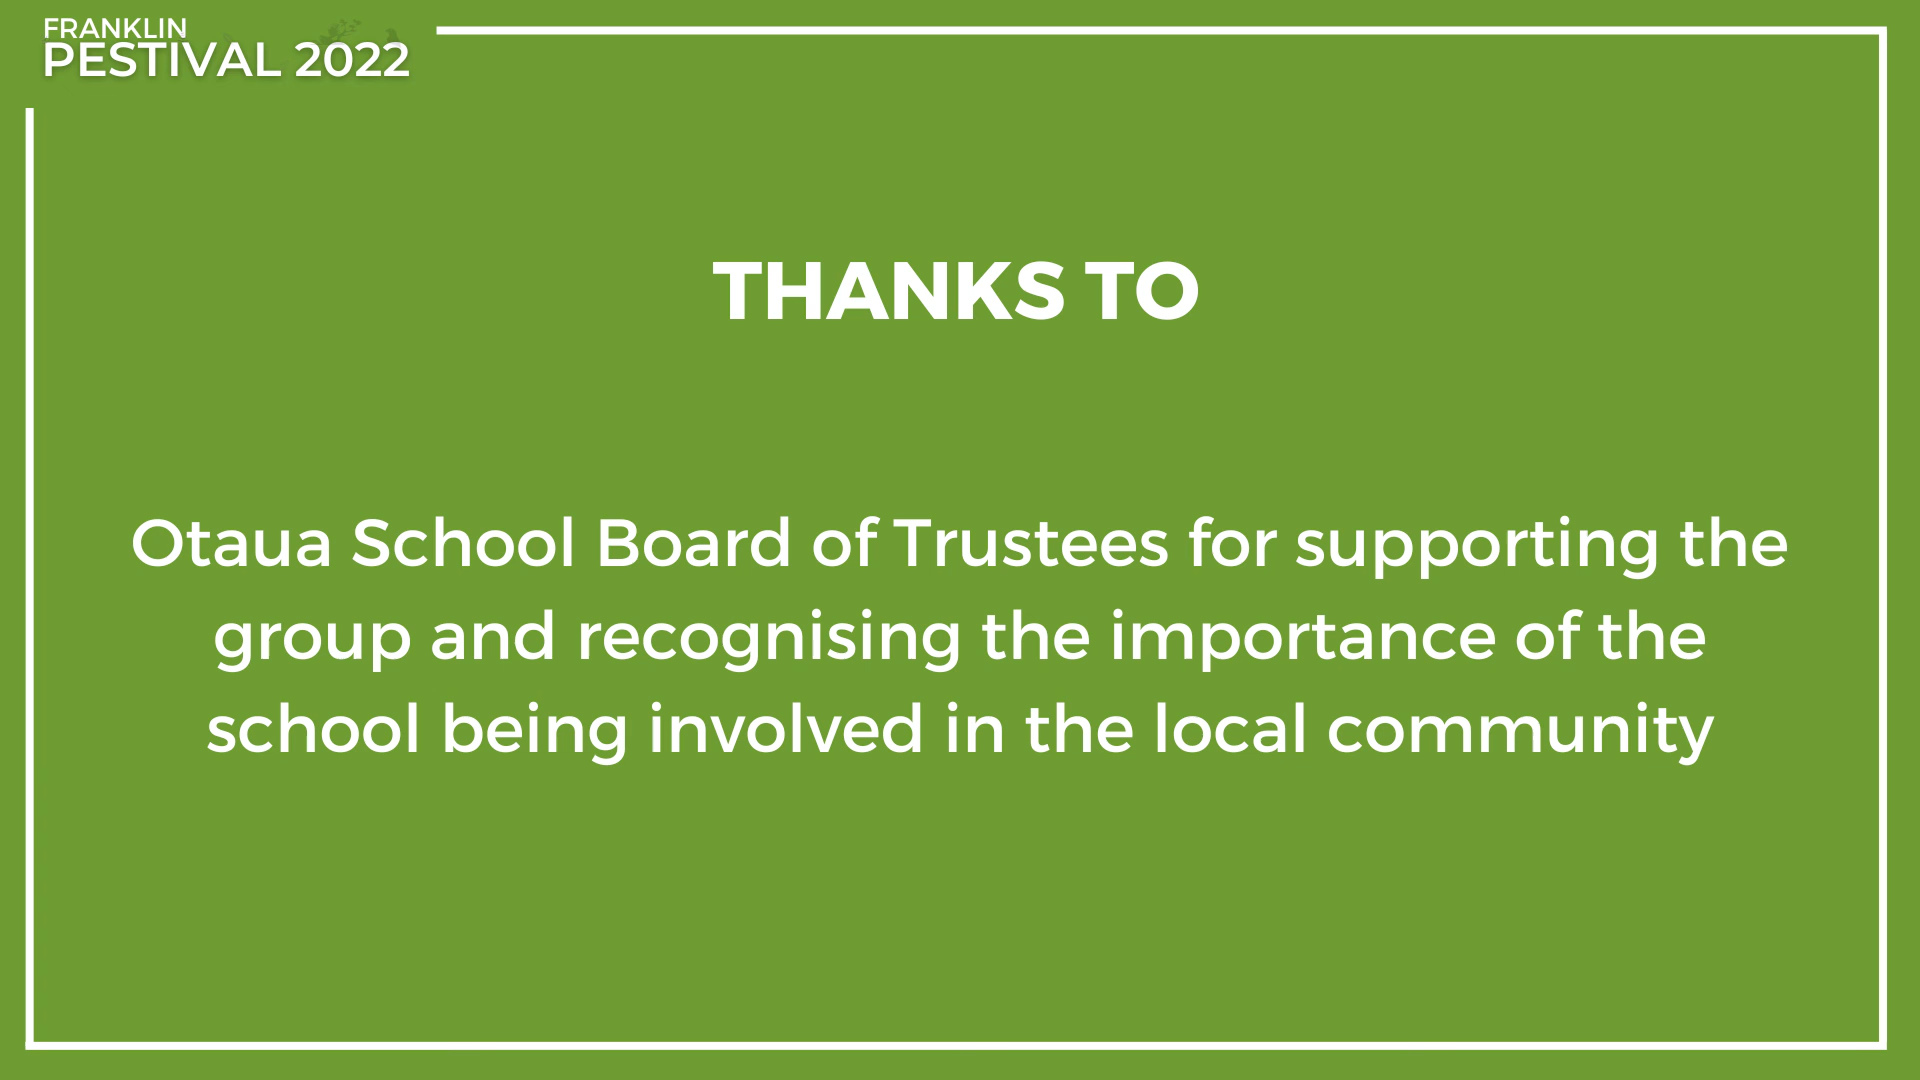 FRANKLIN
PESTIVAL 2022
THANKS TO
Otaua School Board of Trustees for supporting the
group and recognising the importance of the
school being involved in the local community